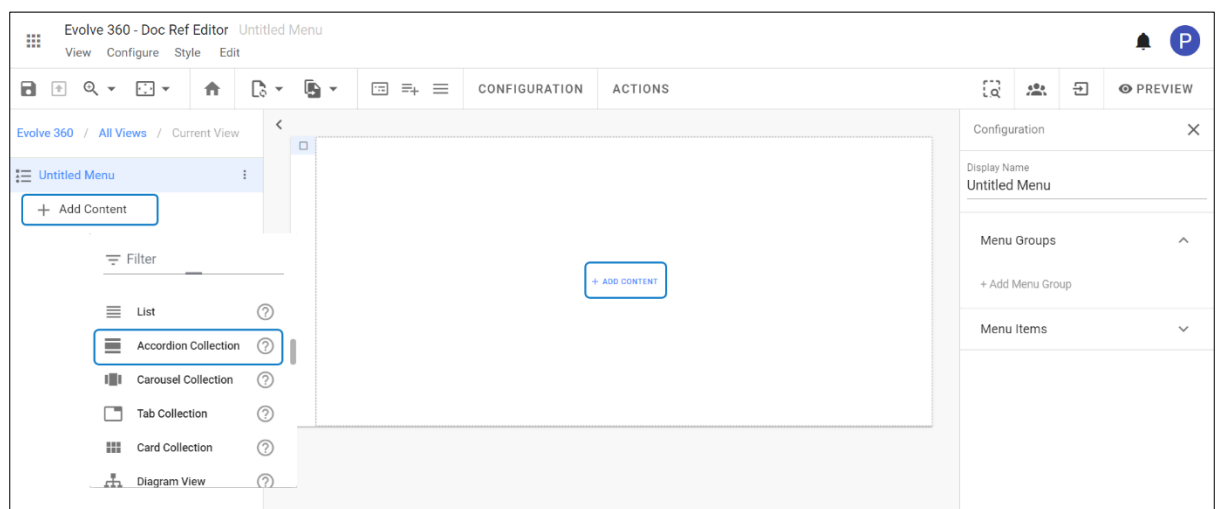 Evolve 360 - Doc Ref Editor Untitled Menu
View Configure Style Edit
P
CONFIGURATION ACTIONS
PREVIEW
Evolve 360 / All Views / Current View
Untitled Menu
+ Add Content
Filter
List
Accordion Collection
Carousel Collection
Tab Collection
Card Collection
Diagram View
+ ADD CONTENT
Configuration
Display Name
Untitled Menu
Menu Groups
+ Add Menu Group
Menu Items